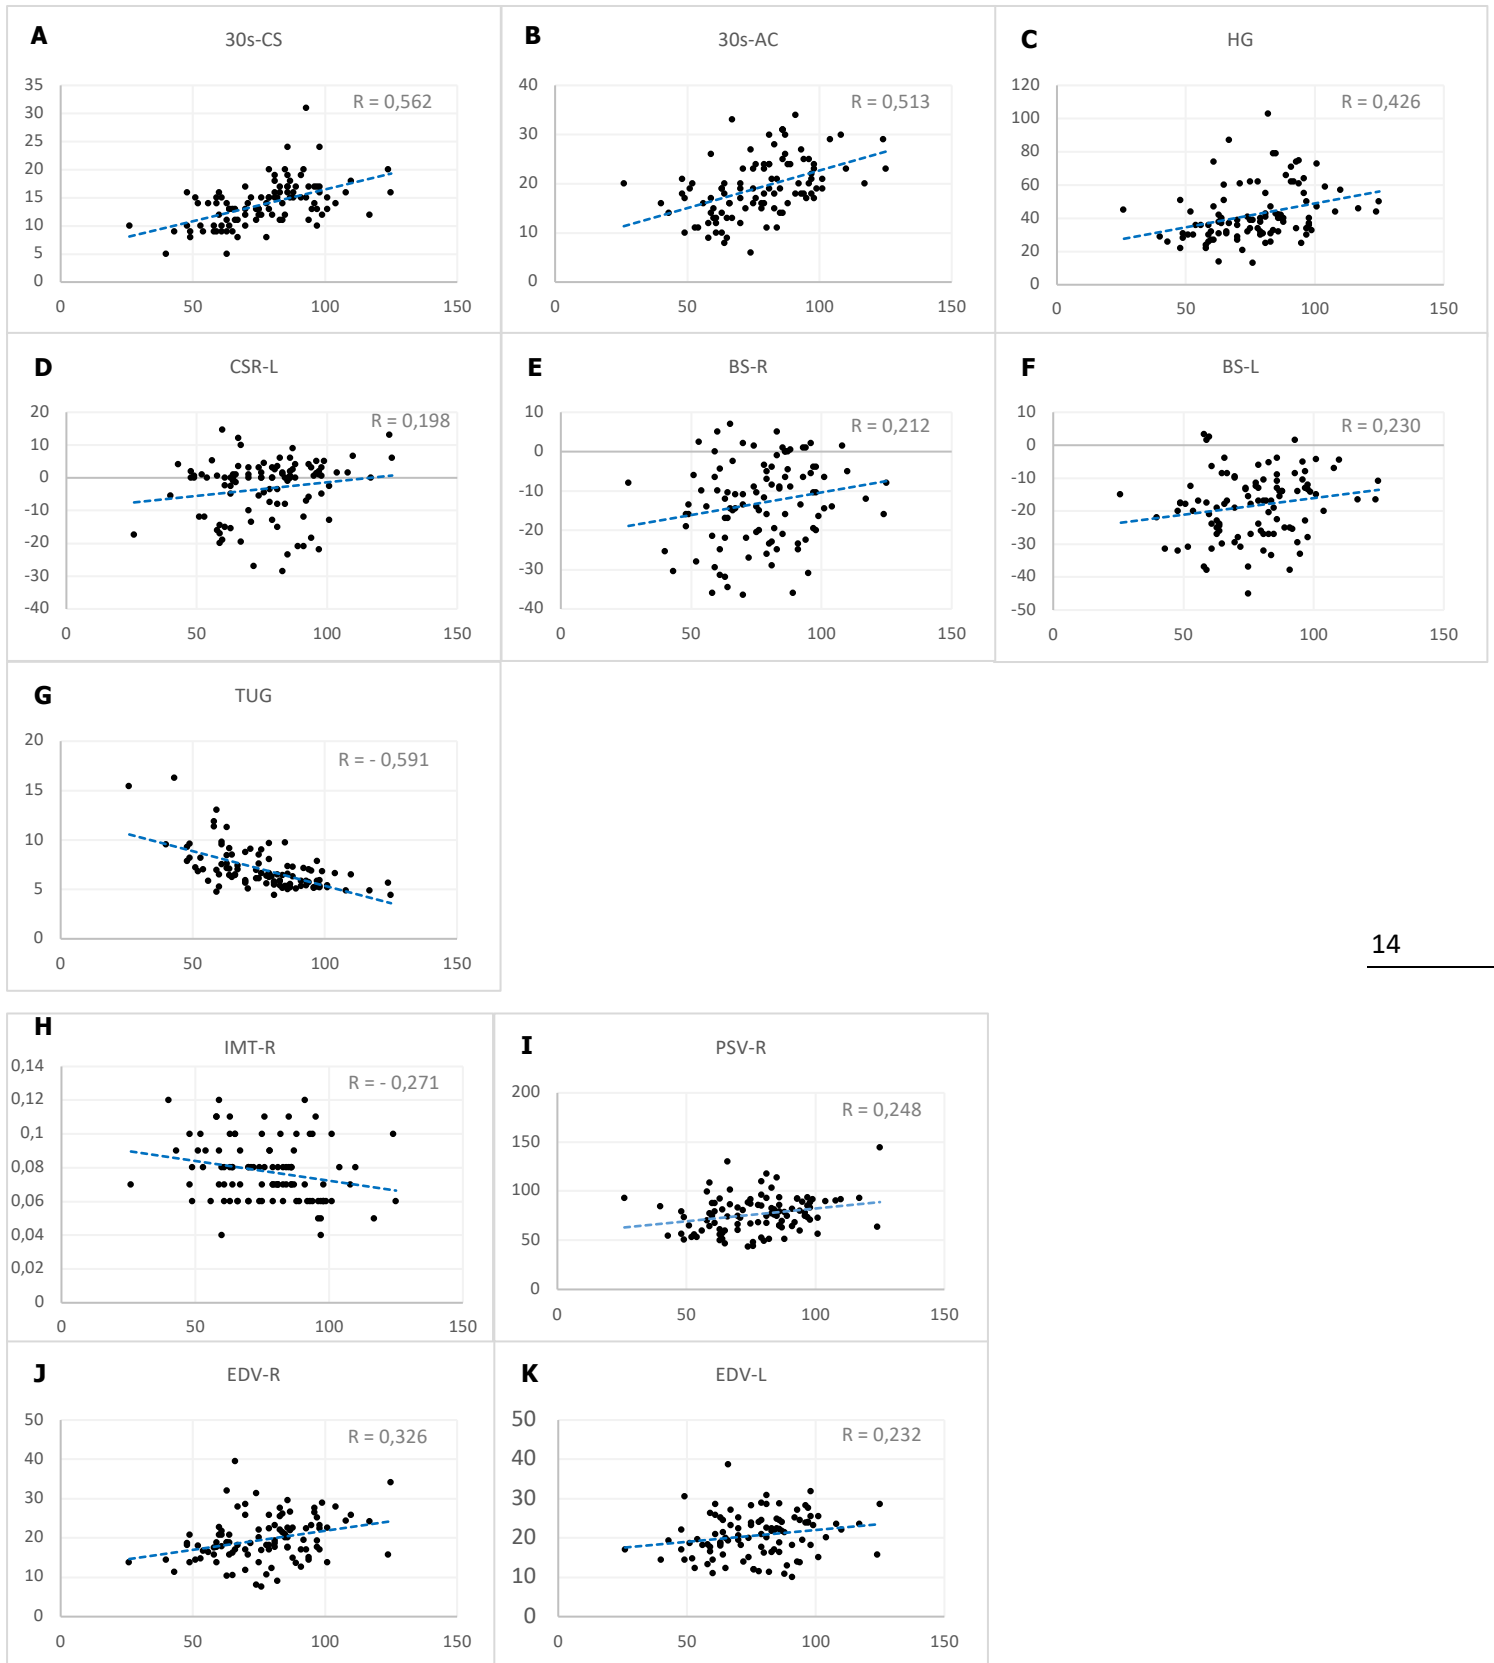 A
30s-CS
R = 0,562
35
30
25
20
15
10
5
0
0 50 100 150
B
30s-AC
R = 0,513
40
30
20
10
0
0 50 100 150
C
HG
R = 0,426
120
100
80
60
40
20
0
0 50 100 150
D
CSR-L
R = 0,198
20
10
0
-10
-20
-30
-40
0 50 100 150
E
BS-R
R = 0,212
10
0
-10
-20
-30
-40
0 50 100 150
F
BS-L
R = 0,230
10
0
-10
-20
-30
-40
-50
0 50 100 150
G
TUG
R = - 0,591
20
15
10
5
0
0 50 100 150
14
H
IMT-R
R = - 0,271
0,14
0,12
0,1
0,08
0,06
0,04
0,02
0
0 50 100 150
I
PSV-R
R = 0,248
200
150
100
50
0
0 50 100 150
J
EDV-R
R = 0,326
50
40
30
20
10
0
0 50 100 150
K
EDV-L
R = 0,232
50
40
30
20
10
0
0 50 100 150